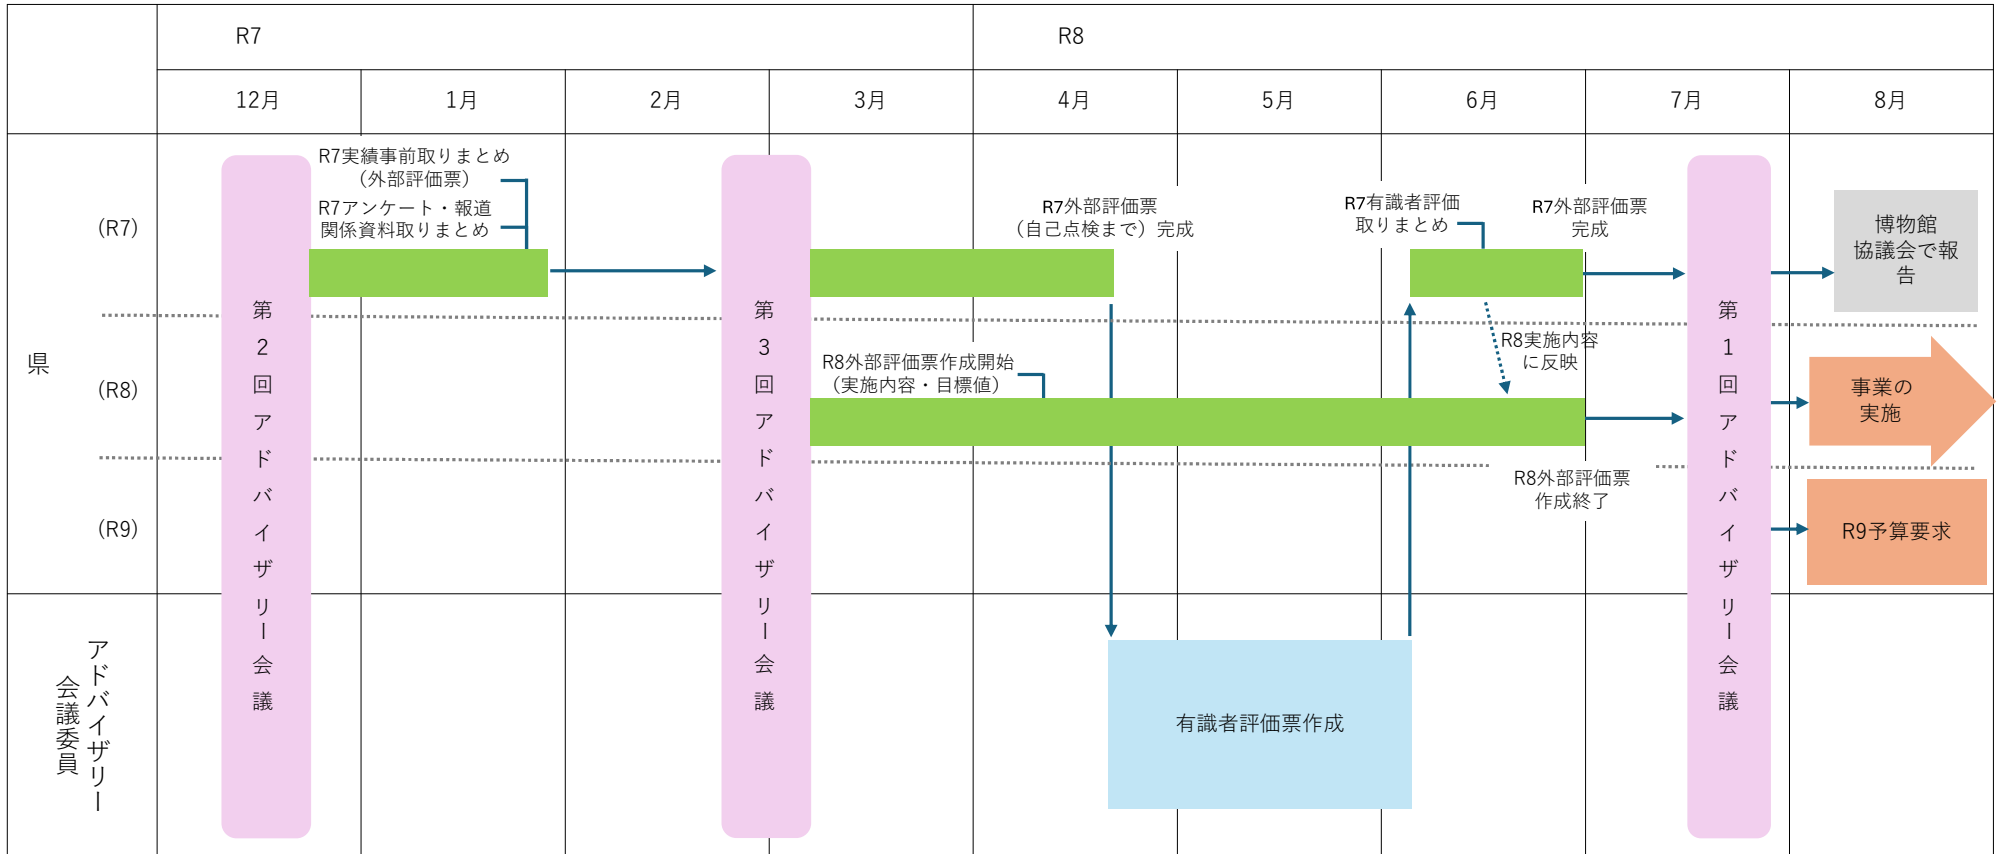 R7
R8
12月
1月
2月
3月
4月
5月
6月
7月
8月
県
(R7)
(R8)
(R9)
アドバイザリー
会議委員
第2回アドバイザリー会議
R7実績事前取りまとめ
（外部評価票）
R7アンケート・報道
関係資料取りまとめ
第3回アドバイザリー会議
R7外部評価票
（自己点検まで）完成
R8外部評価票作成開始
（実施内容・目標値）
R7有識者評価
取りまとめ
R7外部評価票
完成
R8実施内容
に反映
R8外部評価票
作成終了
有識者評価票作成
第1回アドバイザリー会議
博物館
協議会で報
告
事業の
実施
R9予算要求